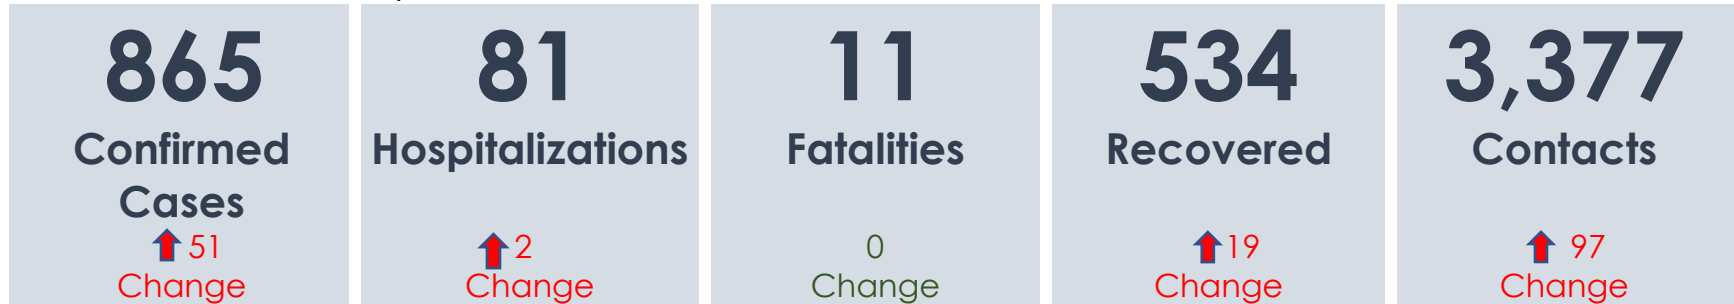 865
Confirmed
Cases
51
Change
81
Hospitalizations
2
Change
11
Fatalities
0
Change
534
Recovered
19
Change
3,377
Contacts
97
Change